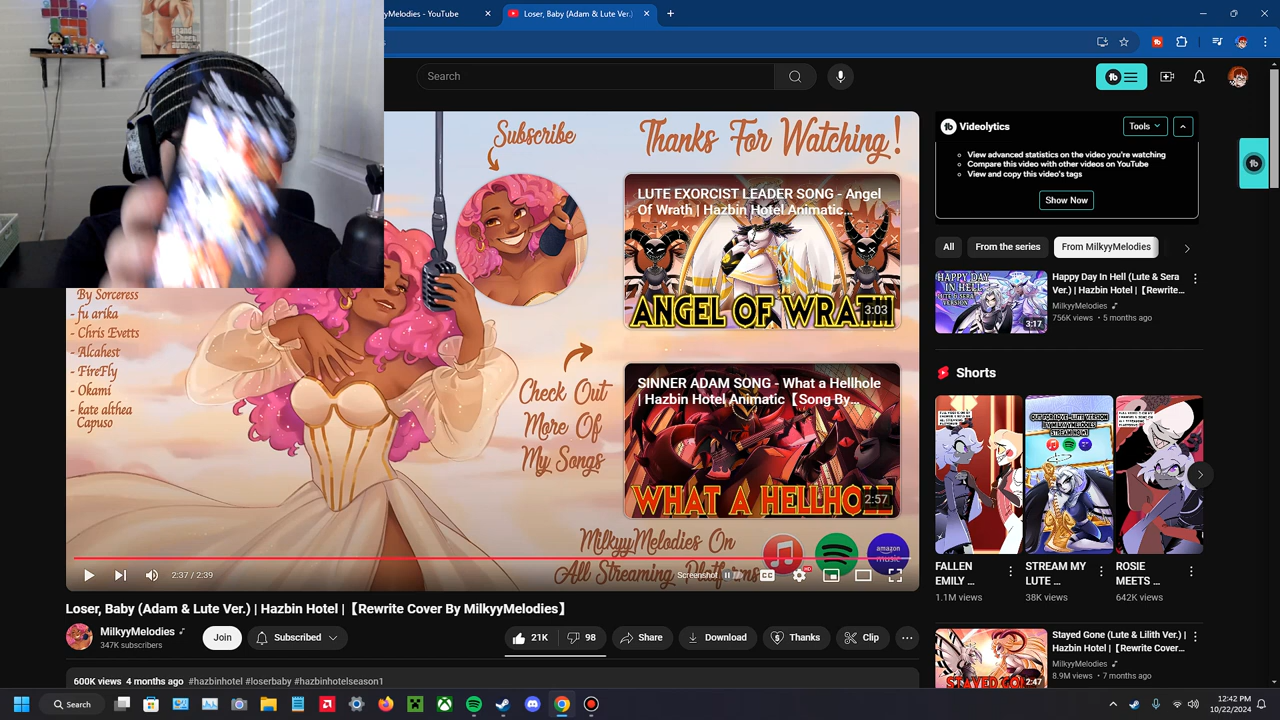 yMelodies - YouTube
Loser, Baby (Adam & Lute Ver.) |
Search
Subscribe
Thanks For Watching!
LUTE EXORCIST LEADER SONG - Angel
Of Wrath | Hazbin Hotel Animatic...
ANGEL OF WRATH
3:03
By Sorceress
- fu arika
- Chris Evetts
- Alcahest
- FireFly
- Okami
- kate althea
Capuso
Check Out
More Of
My Songs
SINNER ADAM SONG - What a Hellhole
| Hazbin Hotel Animatic【Song By...
WHAT A HELLHOLE
2:57
MilkyyMelodies On
All Streaming Platforms
amazon
music
2:37 / 2:39
Screenshot
CC
HD
Loser, Baby (Adam & Lute Ver.) | Hazbin Hotel |【Rewrite Cover By MilkyyMelodies】
MilkyyMelodies
347K subscribers
Join
Subscribed
21K
98
Share
Download
Thanks
Clip
600K views 4 months ago #hazbinhotel #loserbaby #hazbinhotelseason1
Videolytics
Tools
View advanced statistics on the video you're watching
Compare this video with other videos on YouTube
View and copy this video's tags
Show Now
All
From the series
From MilkyyMelodies
HAPPY DAY
IN HELL
3:17
Happy Day In Hell (Lute & Sera
Ver.) | Hazbin Hotel |【Rewrite...
MilkyyMelodies
756K views • 5 months ago
Shorts
FALLEN
EMILY ...
1.1M views
STREAM MY
LUTE ...
38K views
ROSIE
MEETS ...
642K views
STAYED GONE
2:47
Stayed Gone (Lute & Lilith Ver.) |
Hazbin Hotel |【Rewrite Cover...
MilkyyMelodies
8.9M views • 7 months ago
Search
12:42 PM
10/22/2024